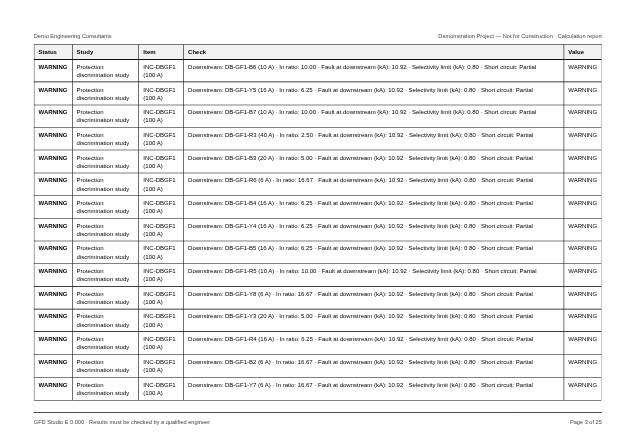 Demo Engineering Consultants
Demonstration Project — Not for Construction · Calculation report
Status Study Item Check Value
WARNING Protection discrimination study INC-DBGF1 (100 A) Downstream: DB-GF1-B6 (10 A) · In ratio: 10.00 · Fault at downstream (kA): 10.92 · Selectivity limit (kA): 0.80 · Short circuit: Partial WARNING
WARNING Protection discrimination study INC-DBGF1 (100 A) Downstream: DB-GF1-Y5 (16 A) · In ratio: 6.25 · Fault at downstream (kA): 10.92 · Selectivity limit (kA): 0.80 · Short circuit: Partial WARNING
WARNING Protection discrimination study INC-DBGF1 (100 A) Downstream: DB-GF1-B7 (10 A) · In ratio: 10.00 · Fault at downstream (kA): 10.92 · Selectivity limit (kA): 0.80 · Short circuit: Partial WARNING
WARNING Protection discrimination study INC-DBGF1 (100 A) Downstream: DB-GF1-R3 (40 A) · In ratio: 2.50 · Fault at downstream (kA): 10.92 · Selectivity limit (kA): 0.80 · Short circuit: Partial WARNING
WARNING Protection discrimination study INC-DBGF1 (100 A) Downstream: DB-GF1-B3 (20 A) · In ratio: 5.00 · Fault at downstream (kA): 10.92 · Selectivity limit (kA): 0.80 · Short circuit: Partial WARNING
WARNING Protection discrimination study INC-DBGF1 (100 A) Downstream: DB-GF1-R6 (6 A) · In ratio: 16.67 · Fault at downstream (kA): 10.92 · Selectivity limit (kA): 0.80 · Short circuit: Partial WARNING
WARNING Protection discrimination study INC-DBGF1 (100 A) Downstream: DB-GF1-B4 (16 A) · In ratio: 6.25 · Fault at downstream (kA): 10.92 · Selectivity limit (kA): 0.80 · Short circuit: Partial WARNING
WARNING Protection discrimination study INC-DBGF1 (100 A) Downstream: DB-GF1-Y4 (16 A) · In ratio: 6.25 · Fault at downstream (kA): 10.92 · Selectivity limit (kA): 0.80 · Short circuit: Partial WARNING
WARNING Protection discrimination study INC-DBGF1 (100 A) Downstream: DB-GF1-B5 (16 A) · In ratio: 6.25 · Fault at downstream (kA): 10.92 · Selectivity limit (kA): 0.80 · Short circuit: Partial WARNING
WARNING Protection discrimination study INC-DBGF1 (100 A) Downstream: DB-GF1-R5 (10 A) · In ratio: 10.00 · Fault at downstream (kA): 10.92 · Selectivity limit (kA): 0.80 · Short circuit: Partial WARNING
WARNING Protection discrimination study INC-DBGF1 (100 A) Downstream: DB-GF1-Y8 (6 A) · In ratio: 16.67 · Fault at downstream (kA): 10.92 · Selectivity limit (kA): 0.80 · Short circuit: Partial WARNING
WARNING Protection discrimination study INC-DBGF1 (100 A) Downstream: DB-GF1-Y3 (20 A) · In ratio: 5.00 · Fault at downstream (kA): 10.92 · Selectivity limit (kA): 0.80 · Short circuit: Partial WARNING
WARNING Protection discrimination study INC-DBGF1 (100 A) Downstream: DB-GF1-R4 (16 A) · In ratio: 6.25 · Fault at downstream (kA): 10.92 · Selectivity limit (kA): 0.80 · Short circuit: Partial WARNING
WARNING Protection discrimination study INC-DBGF1 (100 A) Downstream: DB-GF1-B2 (6 A) · In ratio: 16.67 · Fault at downstream (kA): 10.92 · Selectivity limit (kA): 0.80 · Short circuit: Partial WARNING
WARNING Protection discrimination study INC-DBGF1 (100 A) Downstream: DB-GF1-Y7 (6 A) · In ratio: 16.67 · Fault at downstream (kA): 10.92 · Selectivity limit (kA): 0.80 · Short circuit: Partial WARNING
GFD Studio E 0.000 · Results must be checked by a qualified engineer
Page 3 of 25